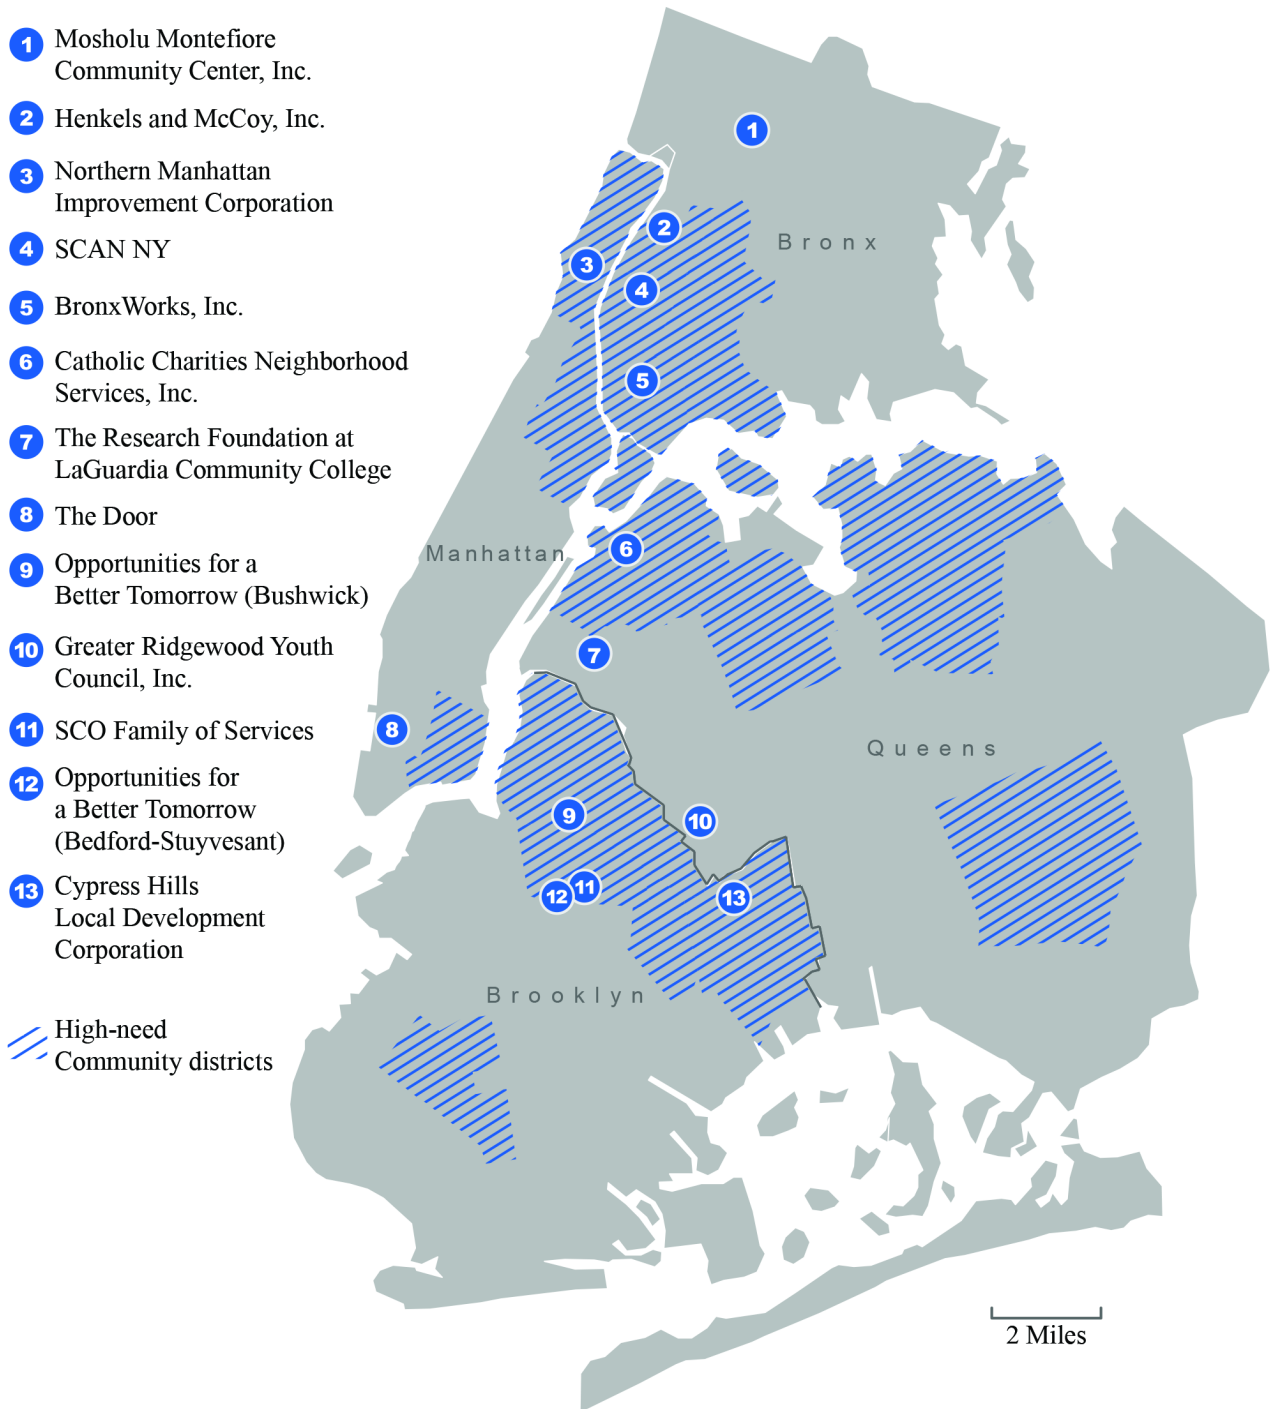 1 Mosholu Montefiore
Community Center, Inc.
2 Henkels and McCoy, Inc.
3 Northern Manhattan
Improvement Corporation
4 SCAN NY
5 BronxWorks, Inc.
6 Catholic Charities Neighborhood
Services, Inc.
7 The Research Foundation at
LaGuardia Community College
8 The Door
9 Opportunities for a
Better Tomorrow (Bushwick)
10 Greater Ridgewood Youth
Council, Inc.
11 SCO Family of Services
12 Opportunities for
a Better Tomorrow
(Bedford-Stuyvesant)
13 Cypress Hills
Local Development
Corporation
High-need
Community districts
1
2
Bronx
3
4
5
Manhattan
6
7
8
Queens
9
10
12 11
13
Brooklyn
2 Miles